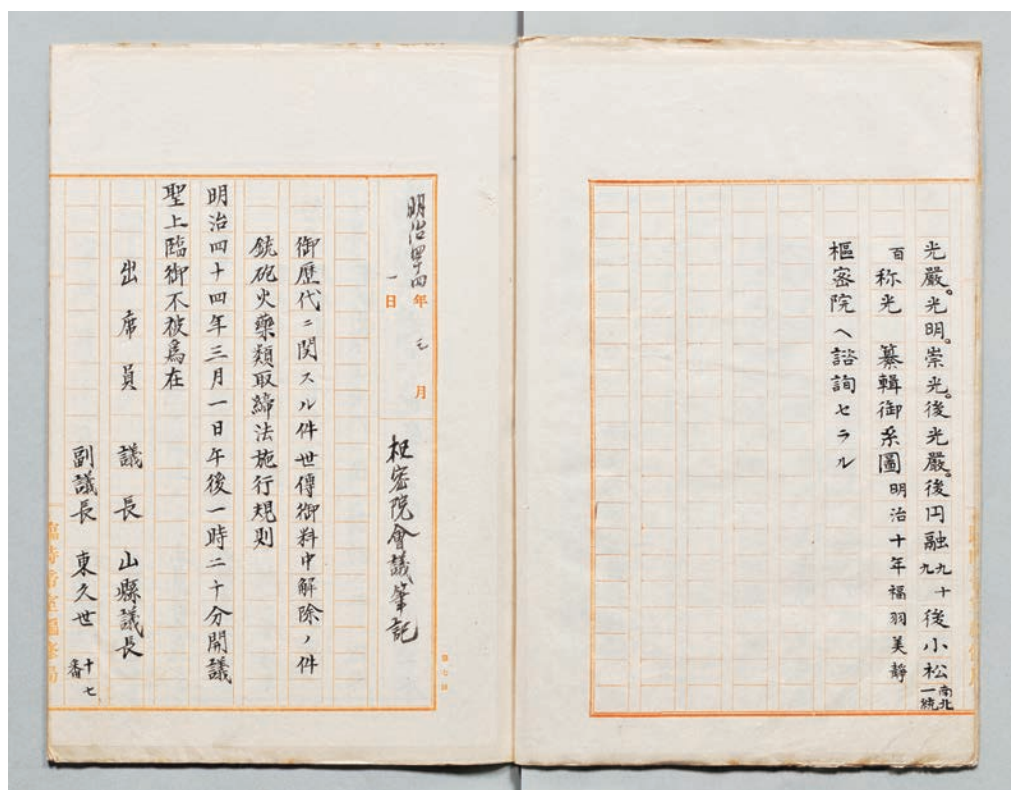 光嚴。光明。崇光。後光嚴。後円融九十九後小松南北一統
百称光 纂輯御系圖明治十年福羽美静
樞密院ヘ諮詢セラル
明治四十四年三月
一日
枢密院會議筆記
御歴代ニ関スル件世傳御料中解除ノ件
銃砲火藥類取締法施行規則
明治四十四年三月一日午後一時二十分開議
聖上臨御不被爲在
出席員 議長 山縣議長
副議長 東久世 十七番